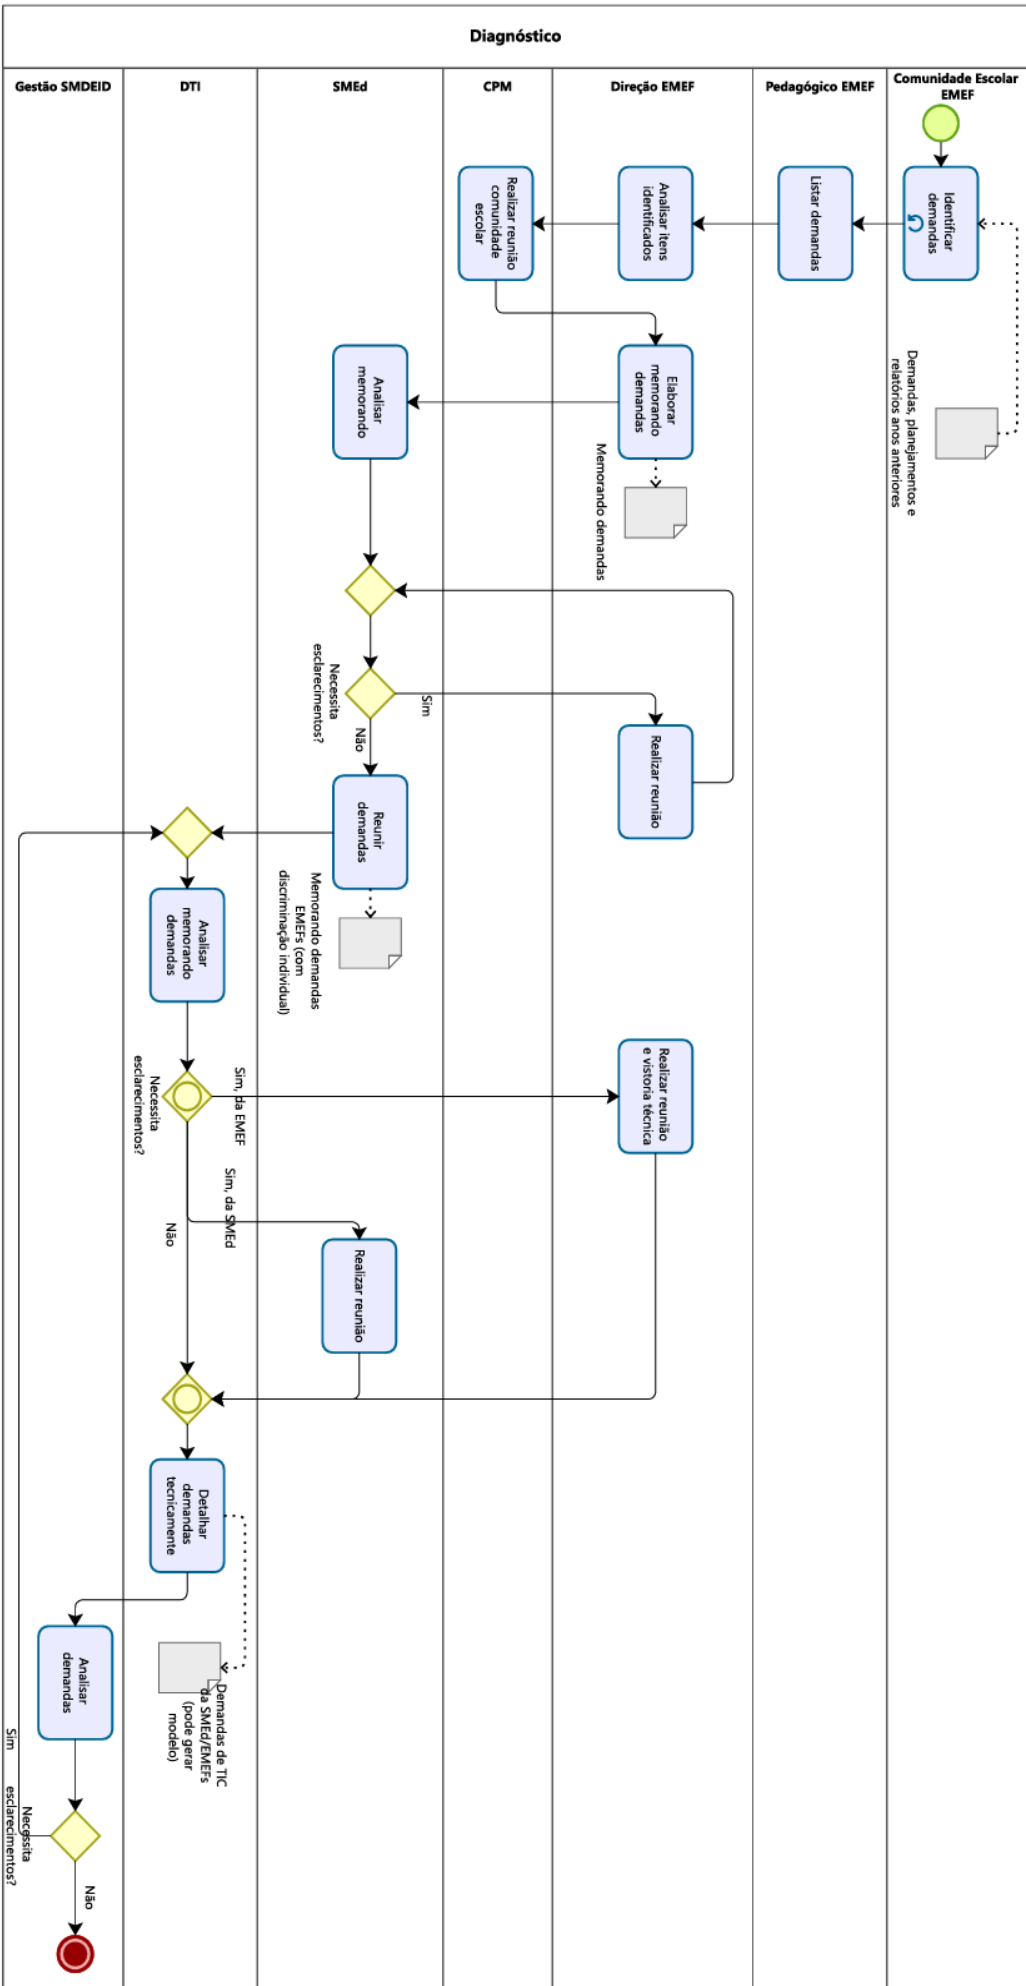 Diagnóstico
Gestão SMDEID
DTI
SMEd
CPM
Direção EMEF
Pedagógico EMEF
Comunidade Escolar
EMEF
Identificar
demandas
Listar demandas
Analisar itens
identificados
Realizar reunião
comunidade
escolar
Demandas, planejamentos e
relatórios anos anteriores
Elaborar
memorando
demandas
Memorando demandas
Analisar
memorando
Necessita
esclarecimentos?
Sim
Não
Realizar reunião
Reunir
demandas
Memorando demandas
EMEFs (com
discriminação individual)
Analisar
memorando
demandas
Necessita
esclarecimentos?
Sim, da EMEF
Sim, da SMEd
Não
Realizar reunião
e vistoria técnica
Realizar reunião
Detalhar
demandas
tecnicamente
Demandas de TIC
da SMEd/EMEFs
(pode gerar
modelo)
Analisar
demandas
Necessita
esclarecimentos?
Sim
Não